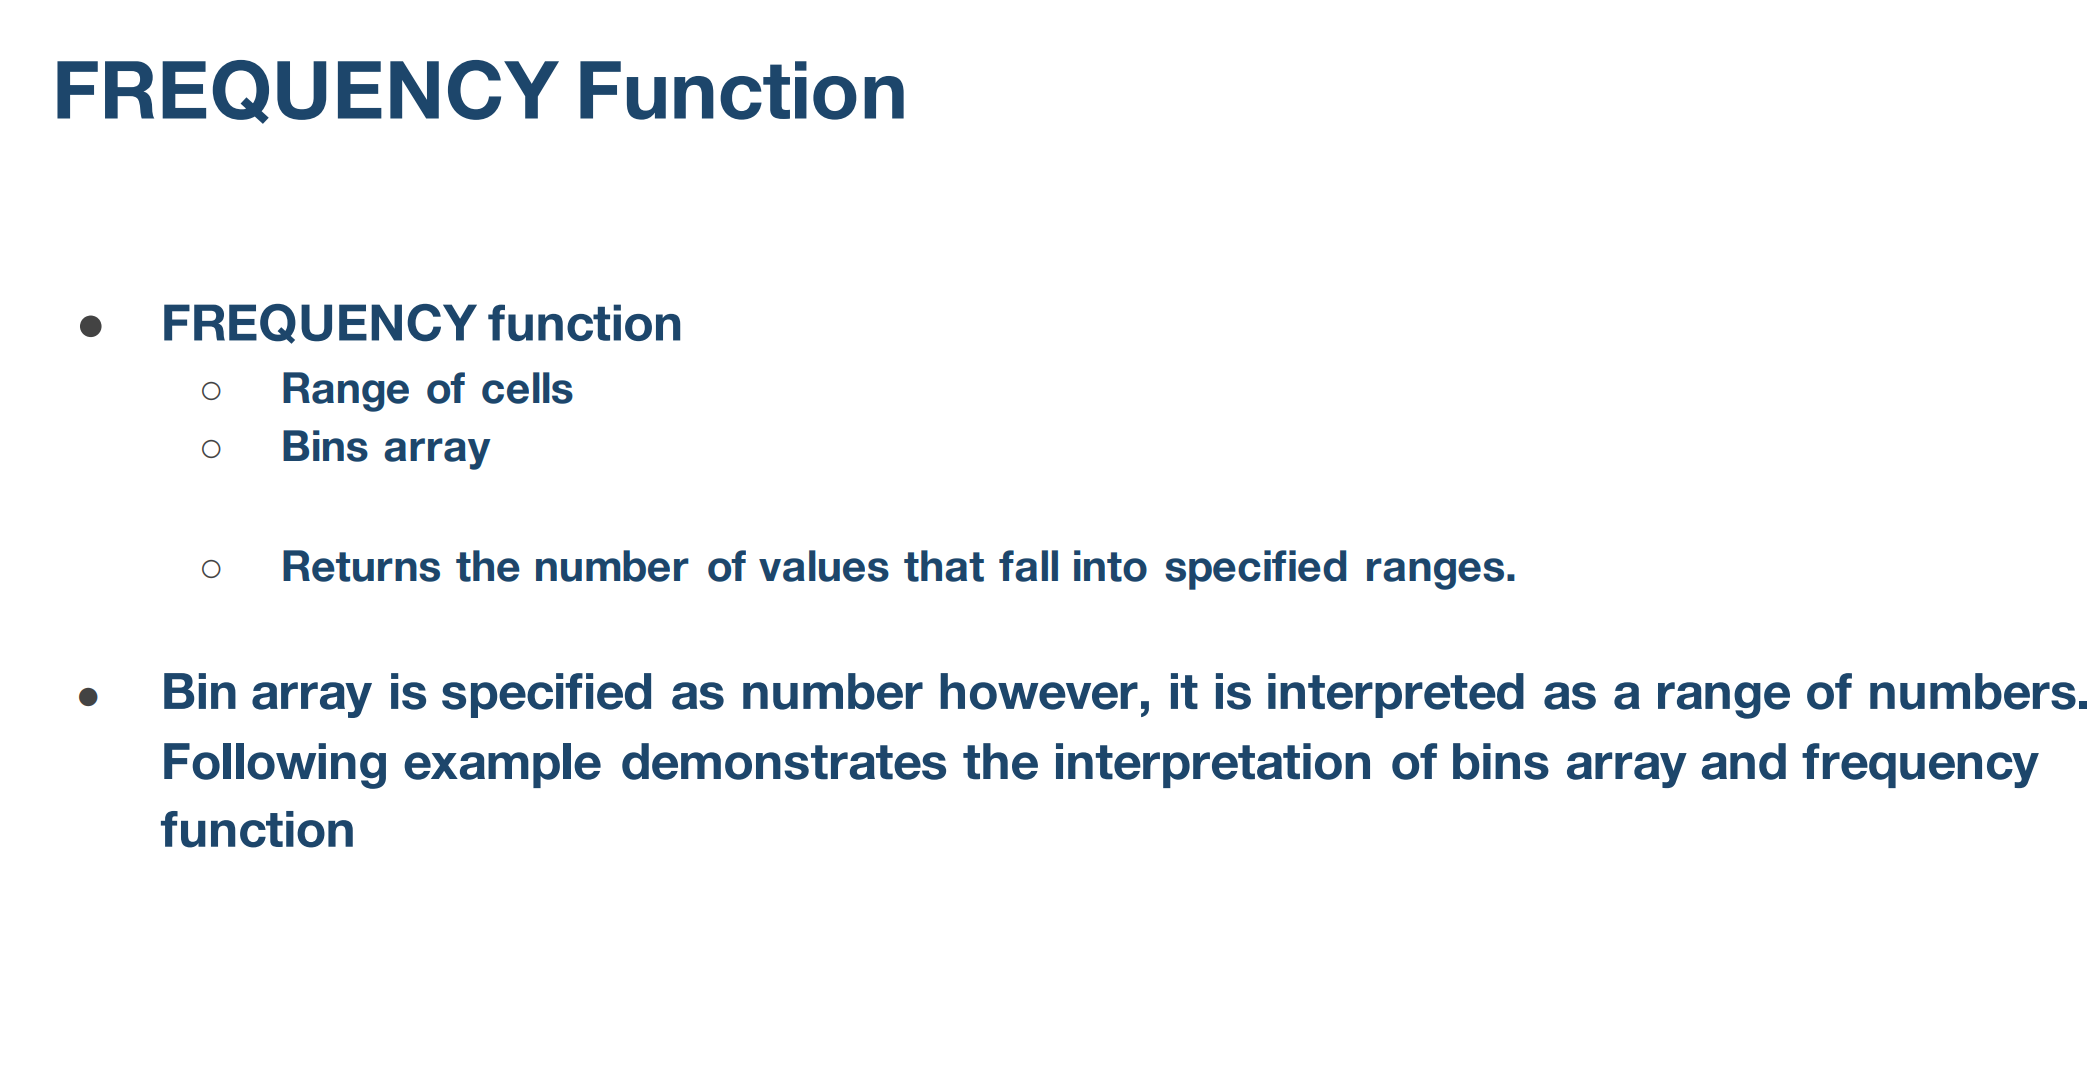 FREQUENCY Function
● FREQUENCY function
○ Range of cells
○ Bins array
○ Returns the number of values that fall into specified ranges.
● Bin array is specified as number however, it is interpreted as a range of numbers.
Following example demonstrates the interpretation of bins array and frequency
function